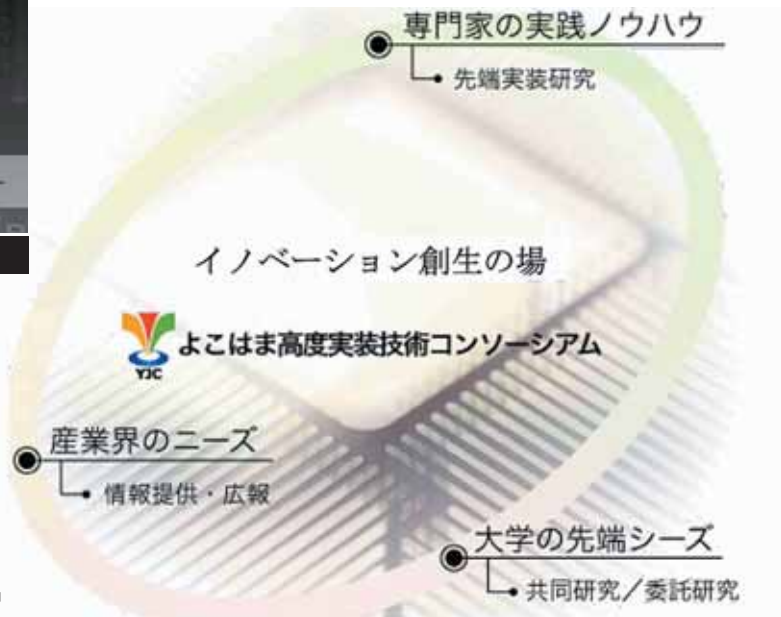 専門家の実践ノウハウ
先端実装研究
イノベーション創生の場
YJC
よこはま高度実装技術コンソーシアム
産業界のニーズ
情報提供・広報
大学の先端シーズ
共同研究／委託研究